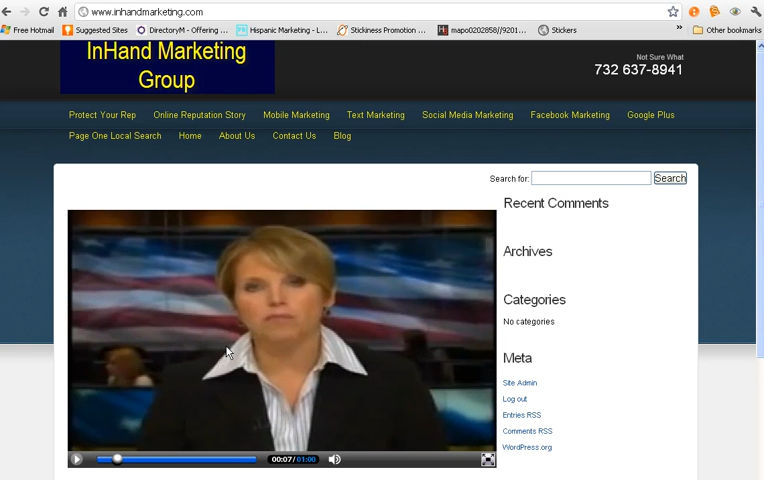 www.inhandmarketing.com
Free Hotmail Suggested Sites DirectoryM - Offering ... Hispanic Marketing - L... Stickiness Promotion ... mapo0202858//9201... Stickers » Other bookmarks
InHand Marketing
Group
Not Sure What
732 637-8941
Protect Your Rep Online Reputation Story Mobile Marketing Text Marketing Social Media Marketing Facebook Marketing Google Plus
Page One Local Search Home About Us Contact Us Blog
Search for: Search
Recent Comments
Archives
Categories
No categories
Meta
Site Admin
Log out
Entries RSS
Comments RSS
WordPress.org
00:07/01:00